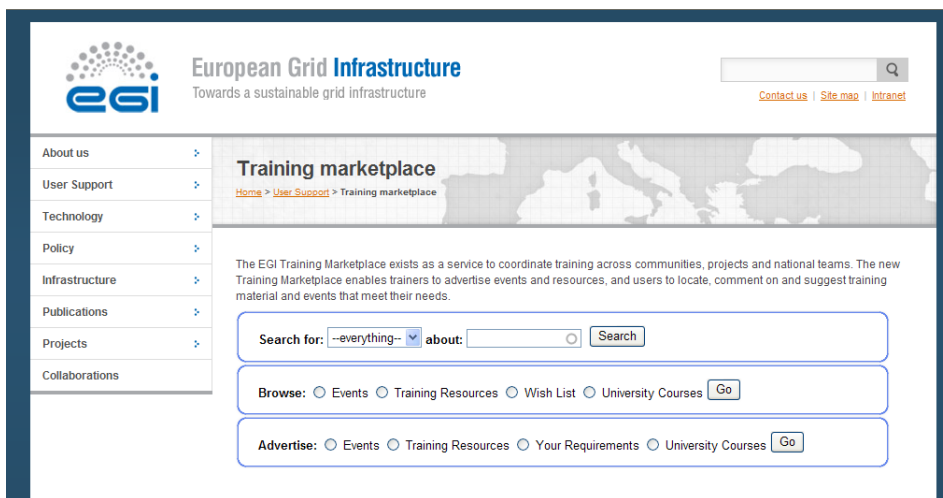 egi
European Grid Infrastructure
Towards a sustainable grid infrastructure
Contact us | Site map | Intranet
About us
User Support
Technology
Policy
Infrastructure
Publications
Projects
Collaborations
Training marketplace
Home > User Support > Training marketplace
The EGI Training Marketplace exists as a service to coordinate training across communities, projects and national teams. The new
Training Marketplace enables trainers to advertise events and resources, and users to locate, comment on and suggest training
material and events that meet their needs.
Search for: --everything-- about: Search
Browse: Events Training Resources Wish List University Courses Go
Advertise: Events Training Resources Your Requirements University Courses Go